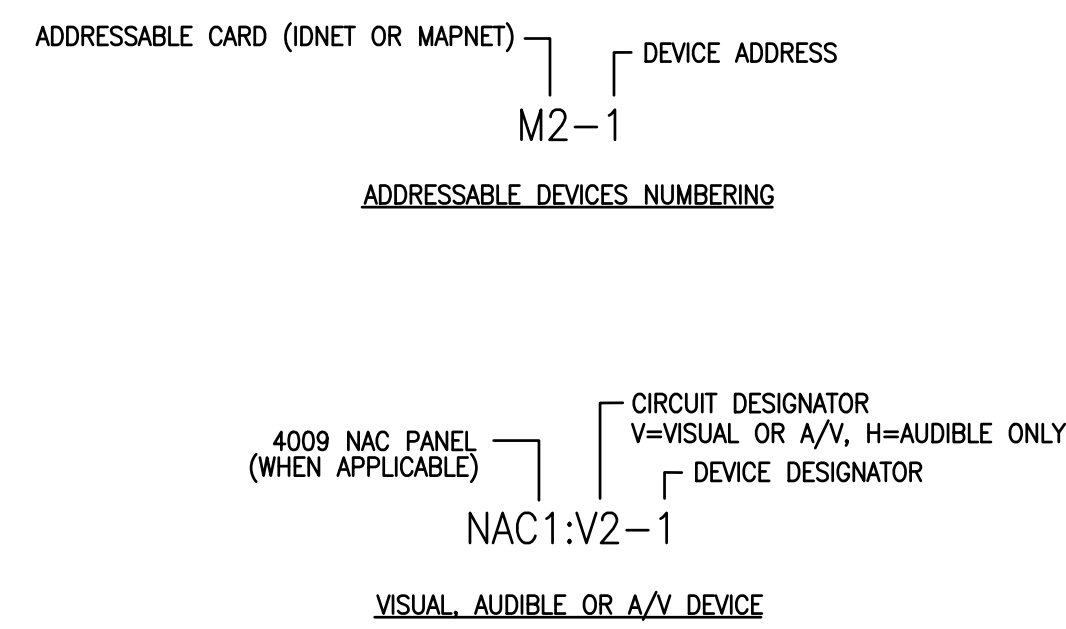 ADDRESSABLE CARD (IDNET OR MAPNET)
DEVICE ADDRESS
M2-1
ADDRESSABLE DEVICES NUMBERING
CIRCUIT DESIGNATOR
V=VISUAL OR A/V, H=AUDIBLE ONLY
4009 NAC PANEL
(WHEN APPLICABLE)
DEVICE DESIGNATOR
NAC1:V2-1
VISUAL, AUDIBLE OR A/V DEVICE